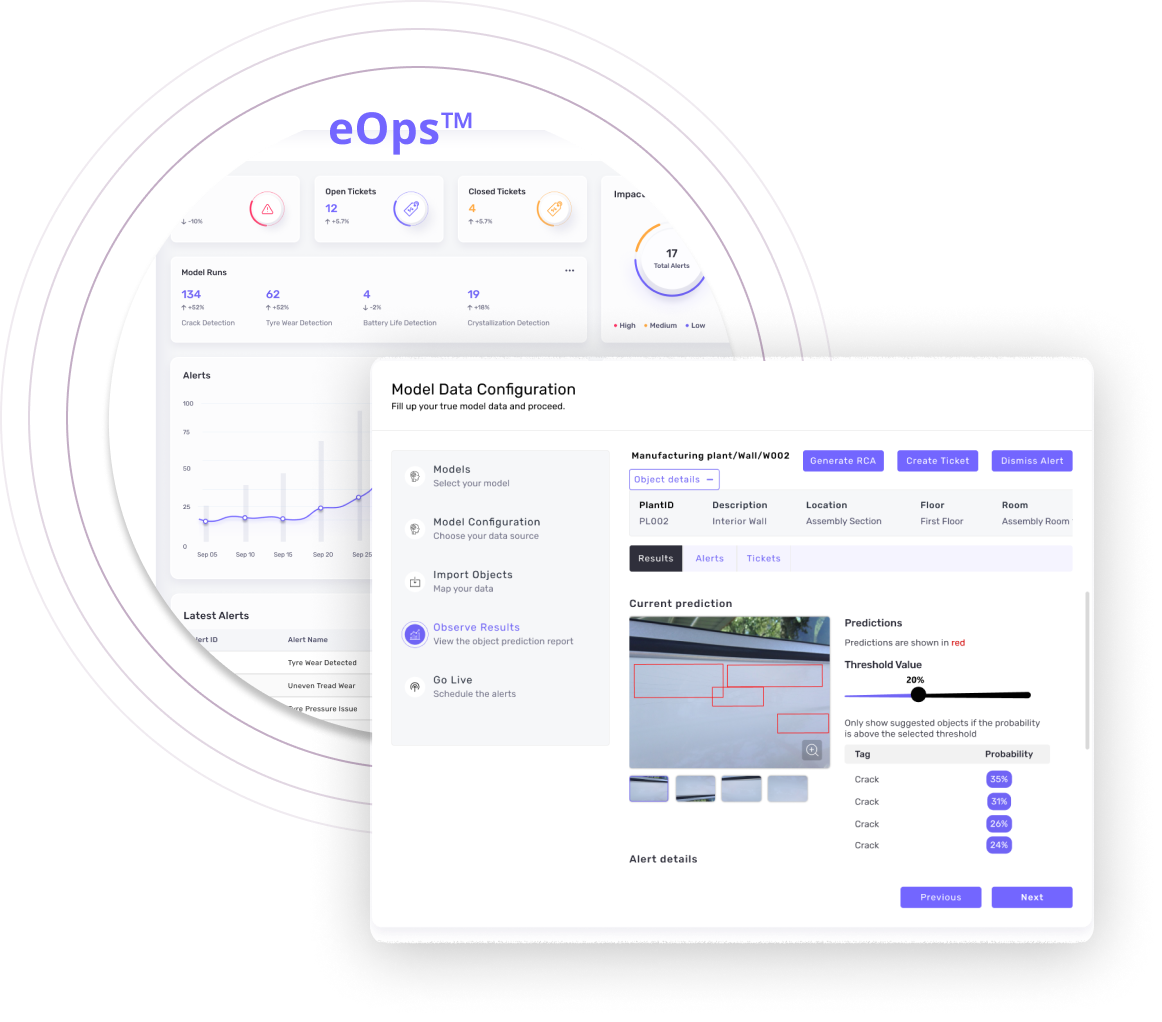 eOps™
-10%
Open Tickets
12
+5.7%
Closed Tickets
4
+5.7%
Impac
17
Total Alerts
High Medium Low
Model Runs
134 62 4 19
+52% +52% -2% +18%
Crack Detection Tyre Wear Detection Battery Life Detection Crystallization Detection
Alerts
100
75
50
25
0
Sep 05 Sep 10 Sep 15 Sep 20 Sep 25
Latest Alerts
ert ID Alert Name
Tyre Wear Detected
Uneven Tread Wear
Tyre Pressure Issue
Model Data Configuration
Fill up your true model data and proceed.
Models
Select your model
Model Configuration
Choose your data source
Import Objects
Map your data
Observe Results
View the object prediction report
Go Live
Schedule the alerts
Manufacturing plant/Wall/W002
Generate RCA Create Ticket Dismiss Alert
Object details −
PlantID Description Location Floor Room
PL002 Interior Wall Assembly Section First Floor Assembly Room
Results Alerts Tickets
Current prediction
Predictions
Predictions are shown in red
Threshold Value
20%
Only show suggested objects if the probability
is above the selected threshold
Tag Probability
Crack 35%
Crack 31%
Crack 26%
Crack 24%
Alert details
Previous Next